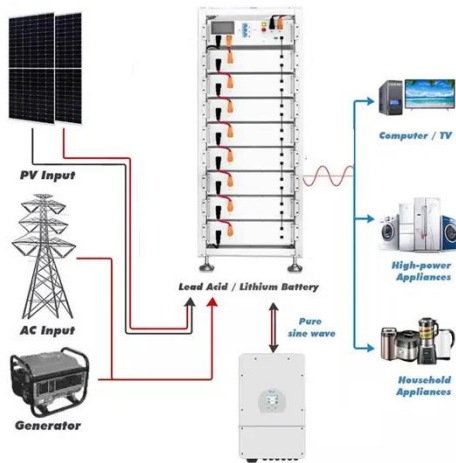 PV Input
AC Input
Generator
Lead Acid / Lithium Battery
Pure
sine wave
Computer / TV
High-power
Appliances
Household
Appliances